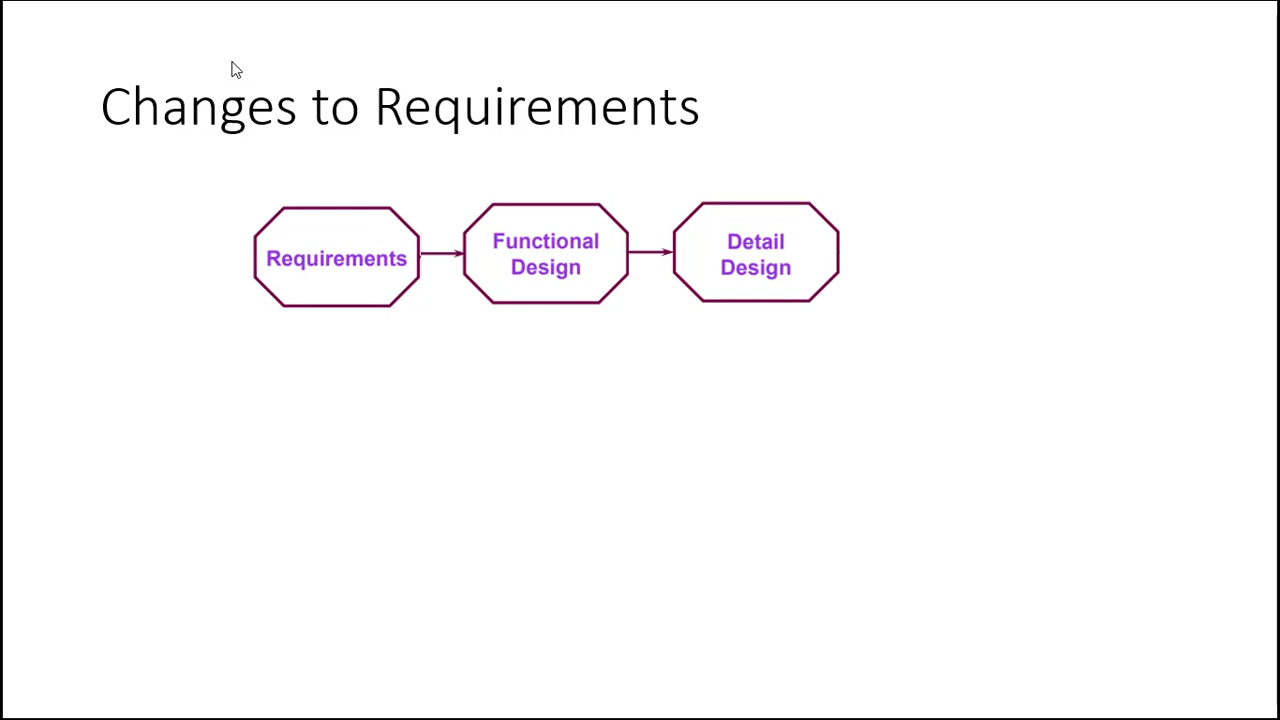 Changes to Requirements
Requirements
Functional
Design
Detail
Design